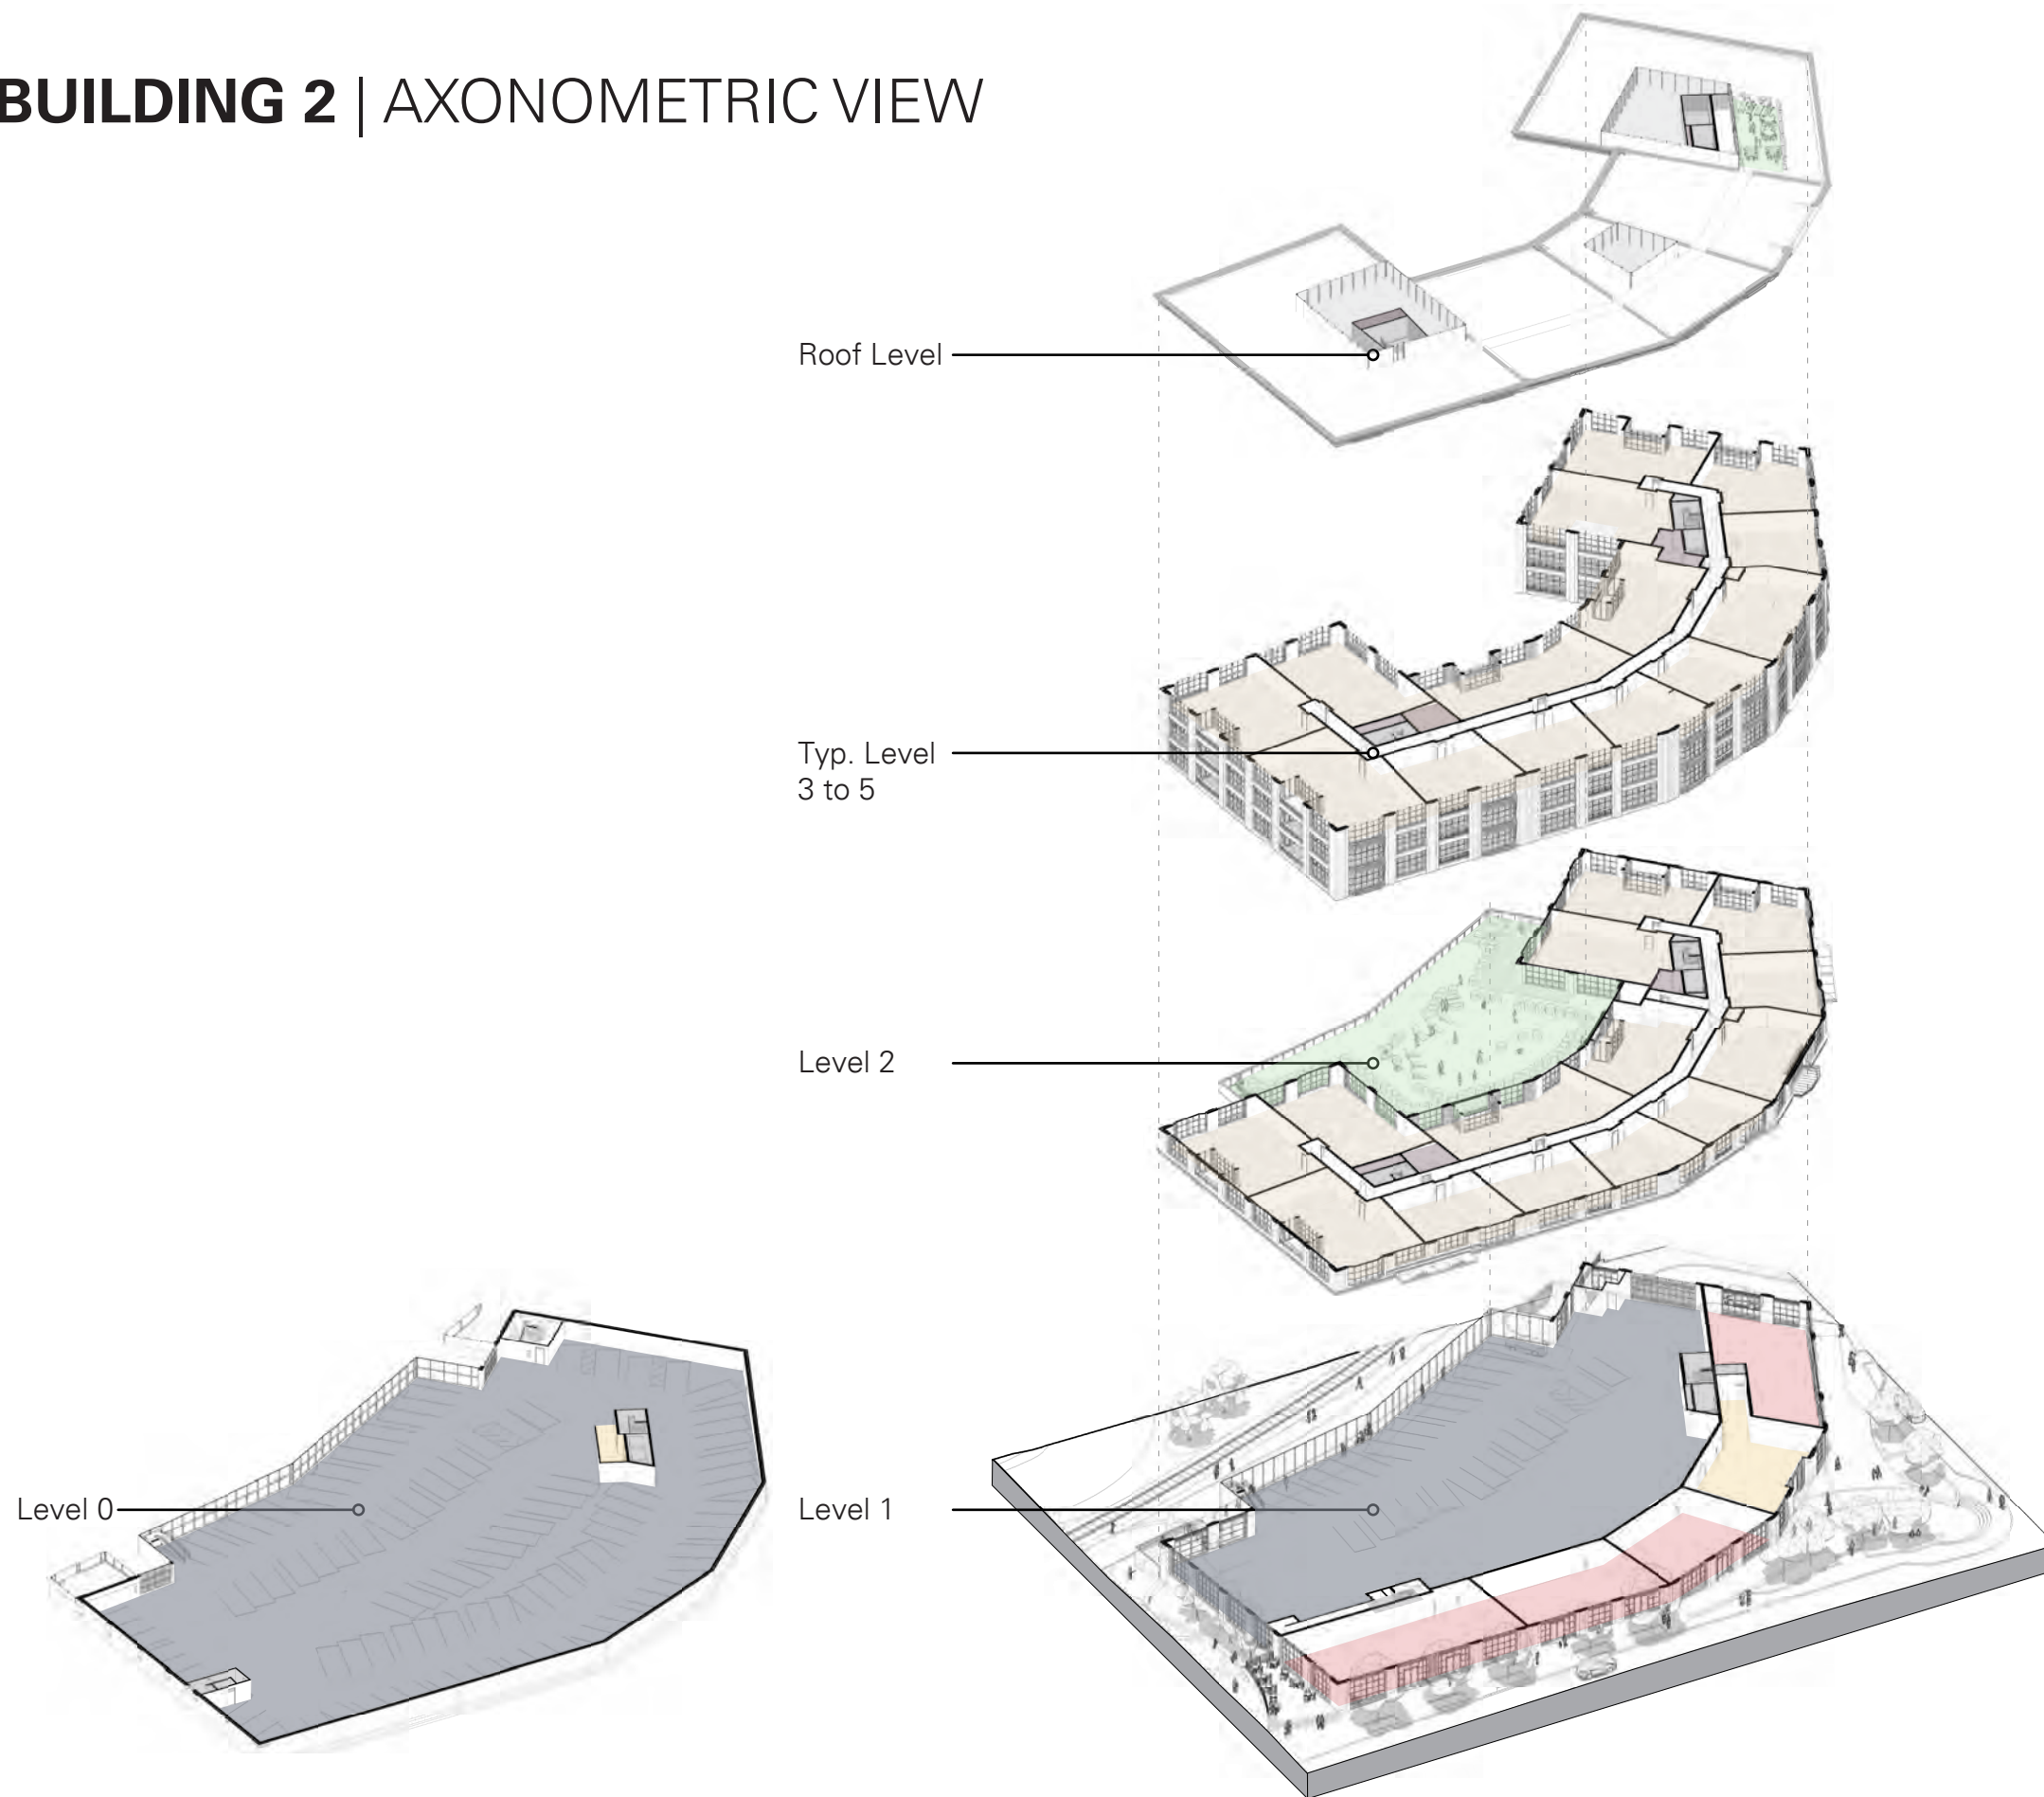 BUILDING 2 | AXONOMETRIC VIEW
Roof Level
Typ. Level
3 to 5
Level 2
Level 0
Level 1